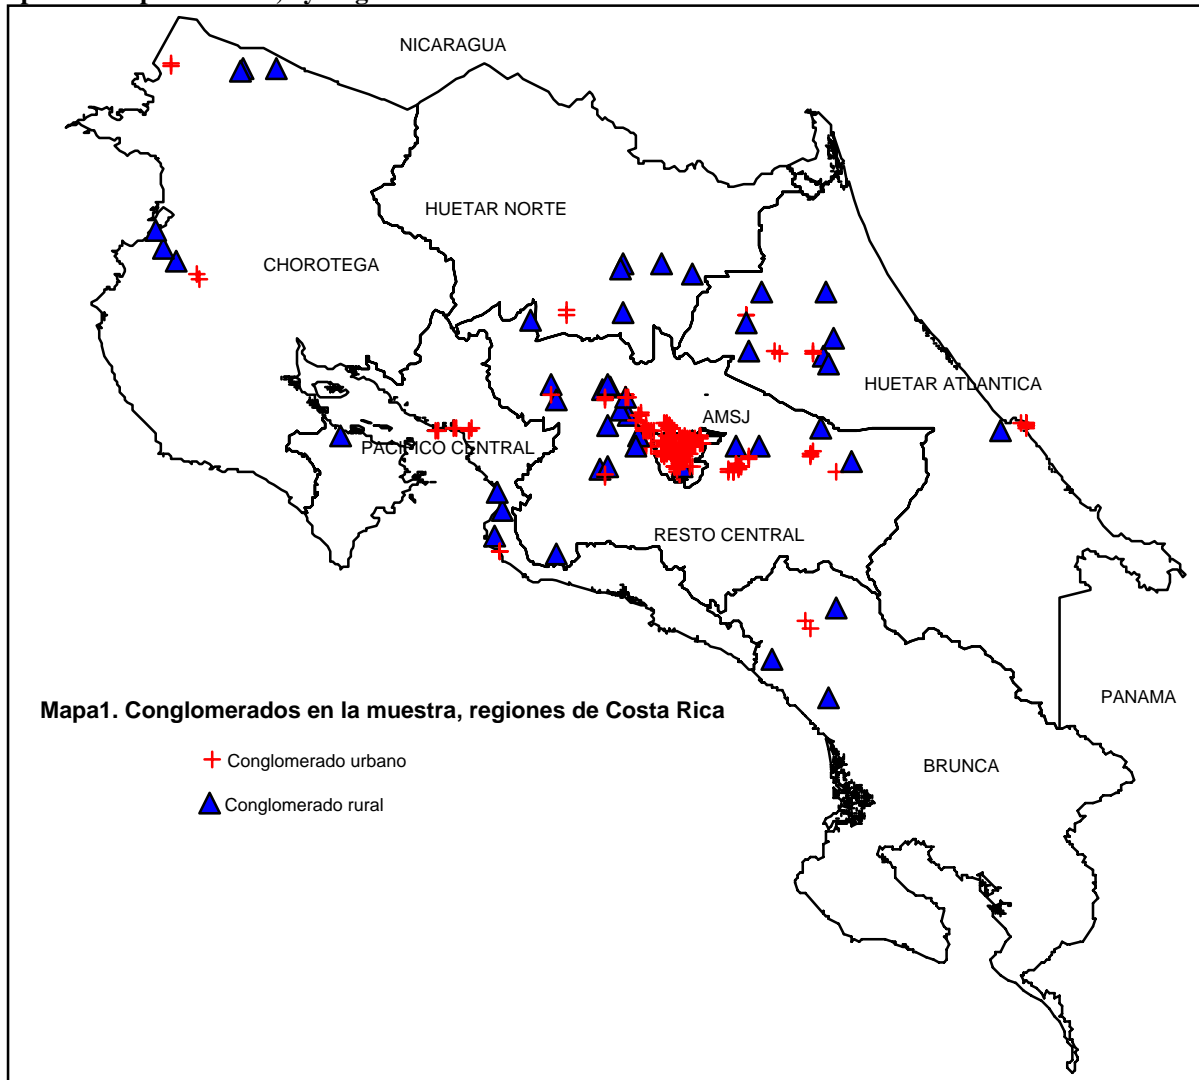 NICARAGUA
HUETAR NORTE
CHOROTEGA
HUETAR ATLANTICA
AMSJ
PACIFICO CENTRAL
RESTO CENTRAL
PANAMA
Mapa1. Conglomerados en la muestra, regiones de Costa Rica
Conglomerado urbano
BRUNCA
Conglomerado rural